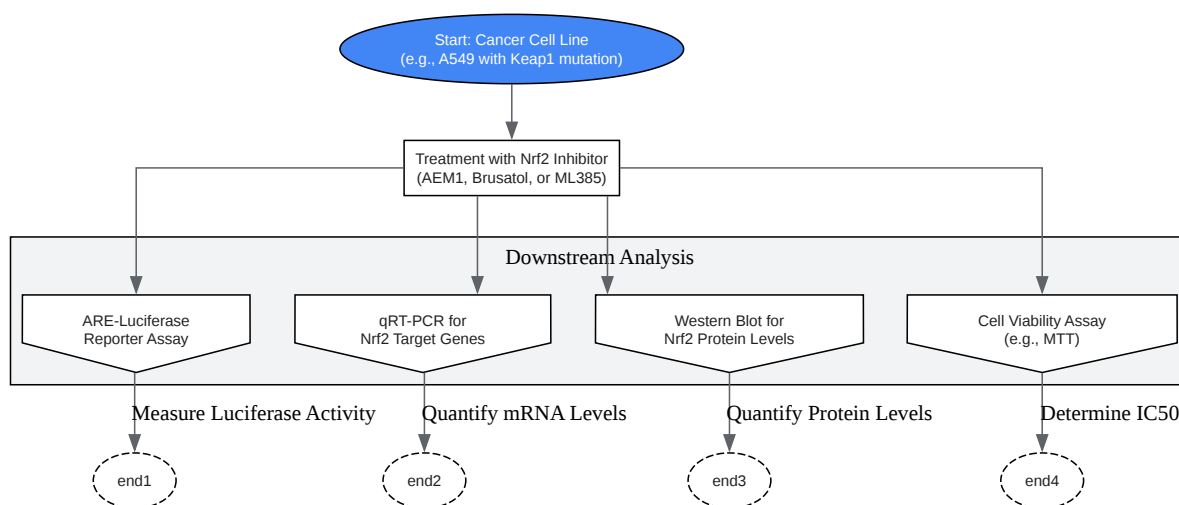 Start: Cancer Cell Line
(e.g., A549 with Keap1 mutation)
Treatment with Nrf2 Inhibitor
(AEM1, Brusatol, or ML385)
Downstream Analysis
ARE-Luciferase
Reporter Assay
qRT-PCR for
Nrf2 Target Genes
Western Blot for
Nrf2 Protein Levels
Cell Viability Assay
(e.g., MTT)
Measure Luciferase Activity
Quantify mRNA Levels
Quantify Protein Levels
Determine IC50
end1
end2
end3
end4